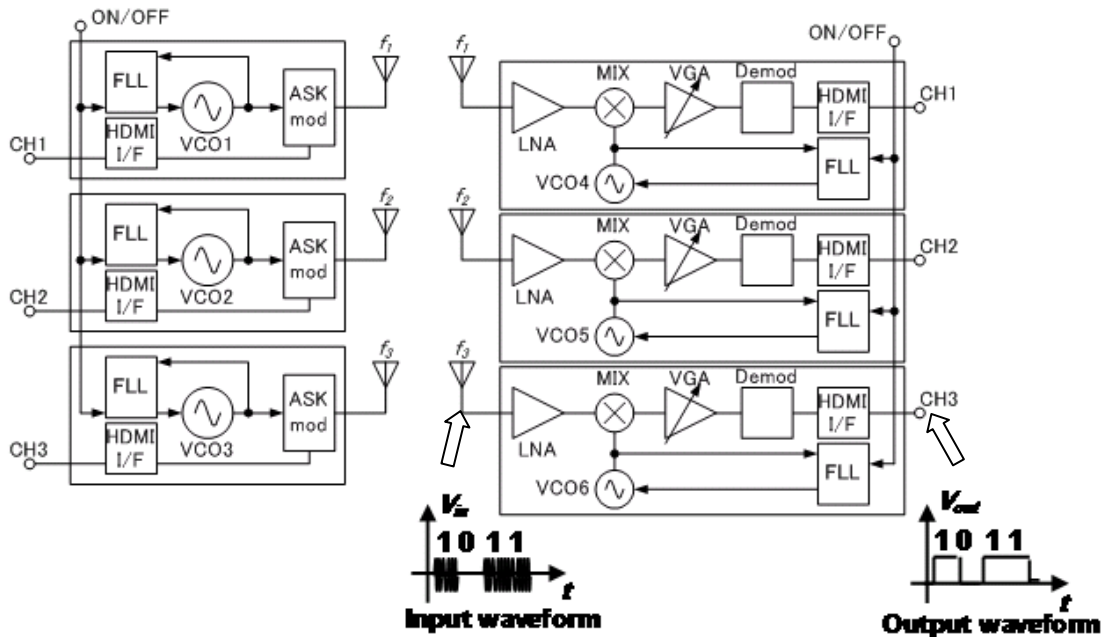 ON/OFF
FLL
HDMI
I/F
VCO1
ASK
mod
CH1
f1
FLL
HDMI
I/F
VCO2
ASK
mod
CH2
f2
FLL
HDMI
I/F
VCO3
ASK
mod
CH3
f3
ON/OFF
f1
LNA
MIX
VGA
Demod
HDMI
I/F
CH1
VCO4
FLL
f2
LNA
MIX
VGA
Demod
HDMI
I/F
CH2
VCO5
FLL
f3
LNA
MIX
VGA
Demod
HDMI
I/F
CH3
VCO6
FLL
Vin
1 0 1 1
t
Input waveform
Vout
1 0 1 1
t
Output waveform